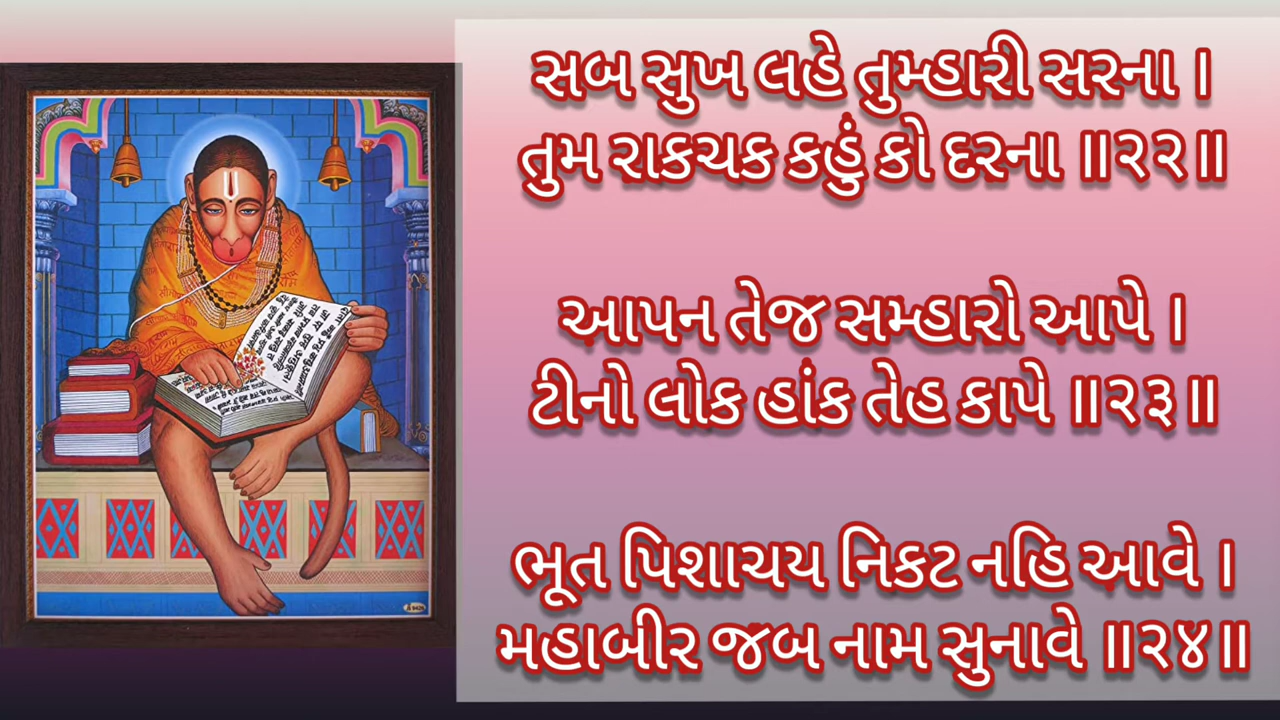 સબ સુખ લહે તુમ્હારી સરના ।
તુમ રાકચક કહું કો દરના ॥૨૨॥
આપન તેજ સમ્હારો આપે ।
ટીનો લોક હાંક તેહ કાપે ॥૨૩॥
ભૂત પિશાચય નિકટ નહિ આવે ।
મહાબીર જબ નામ સુનાવે ॥૨૪॥